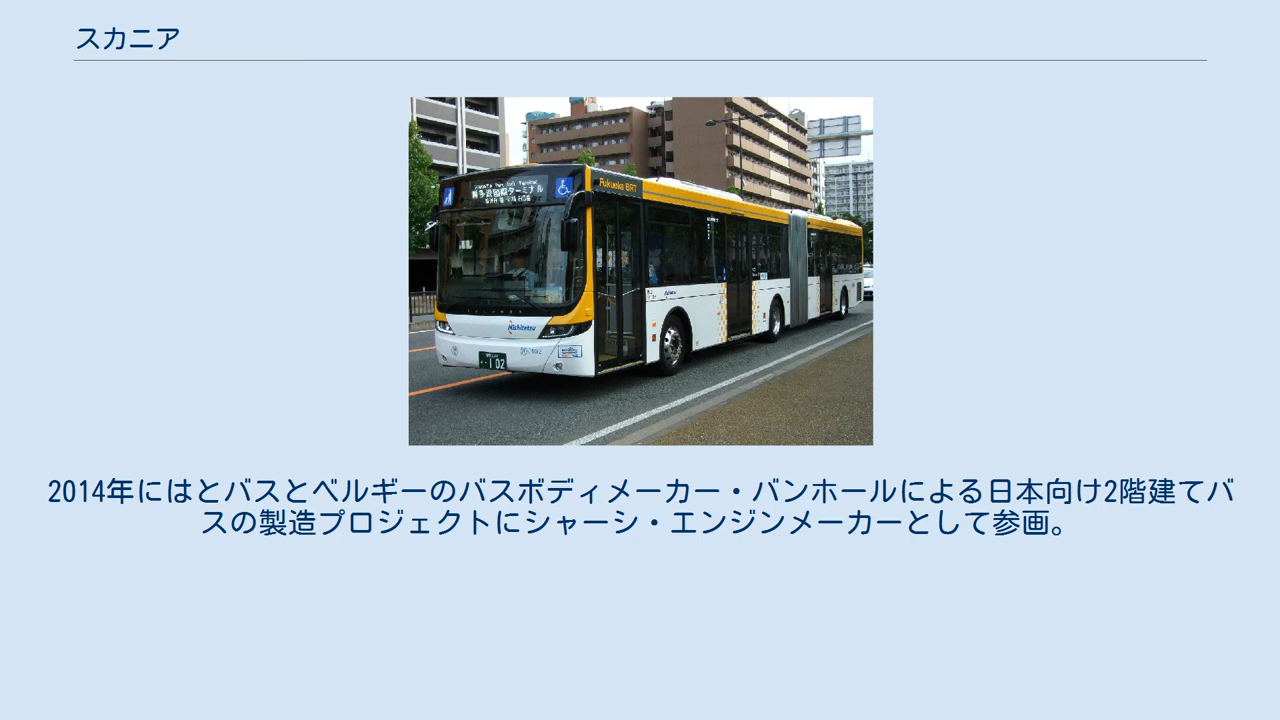 スカニア
博多港国際ターミナル
Fukuoka BRT
Nishitetsu
・102
2014年にはとバスとベルギーのバスボディメーカー・バンホールによる日本向け2階建てバ
スの製造プロジェクトにシャーシ・エンジンメーカーとして参画。